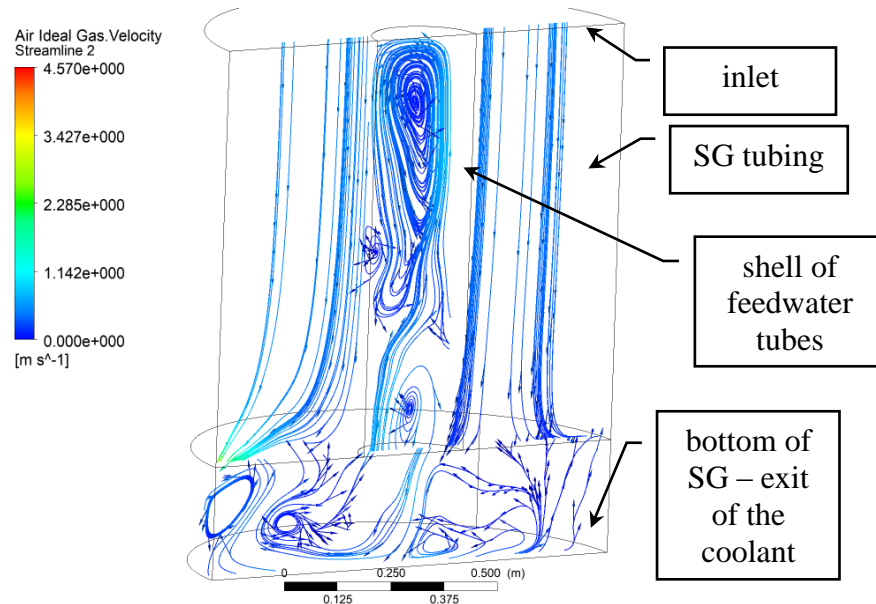 Air Ideal Gas.Velocity
Streamline 2
4.570e+000
3.427e+000
2.285e+000
1.142e+000
0.000e+000
[m s^-1]
inlet
SG tubing
shell of
feedwater
tubes
bottom of
SG – exit
of the
coolant
0 0.250 0.500 (m)
0.125 0.375